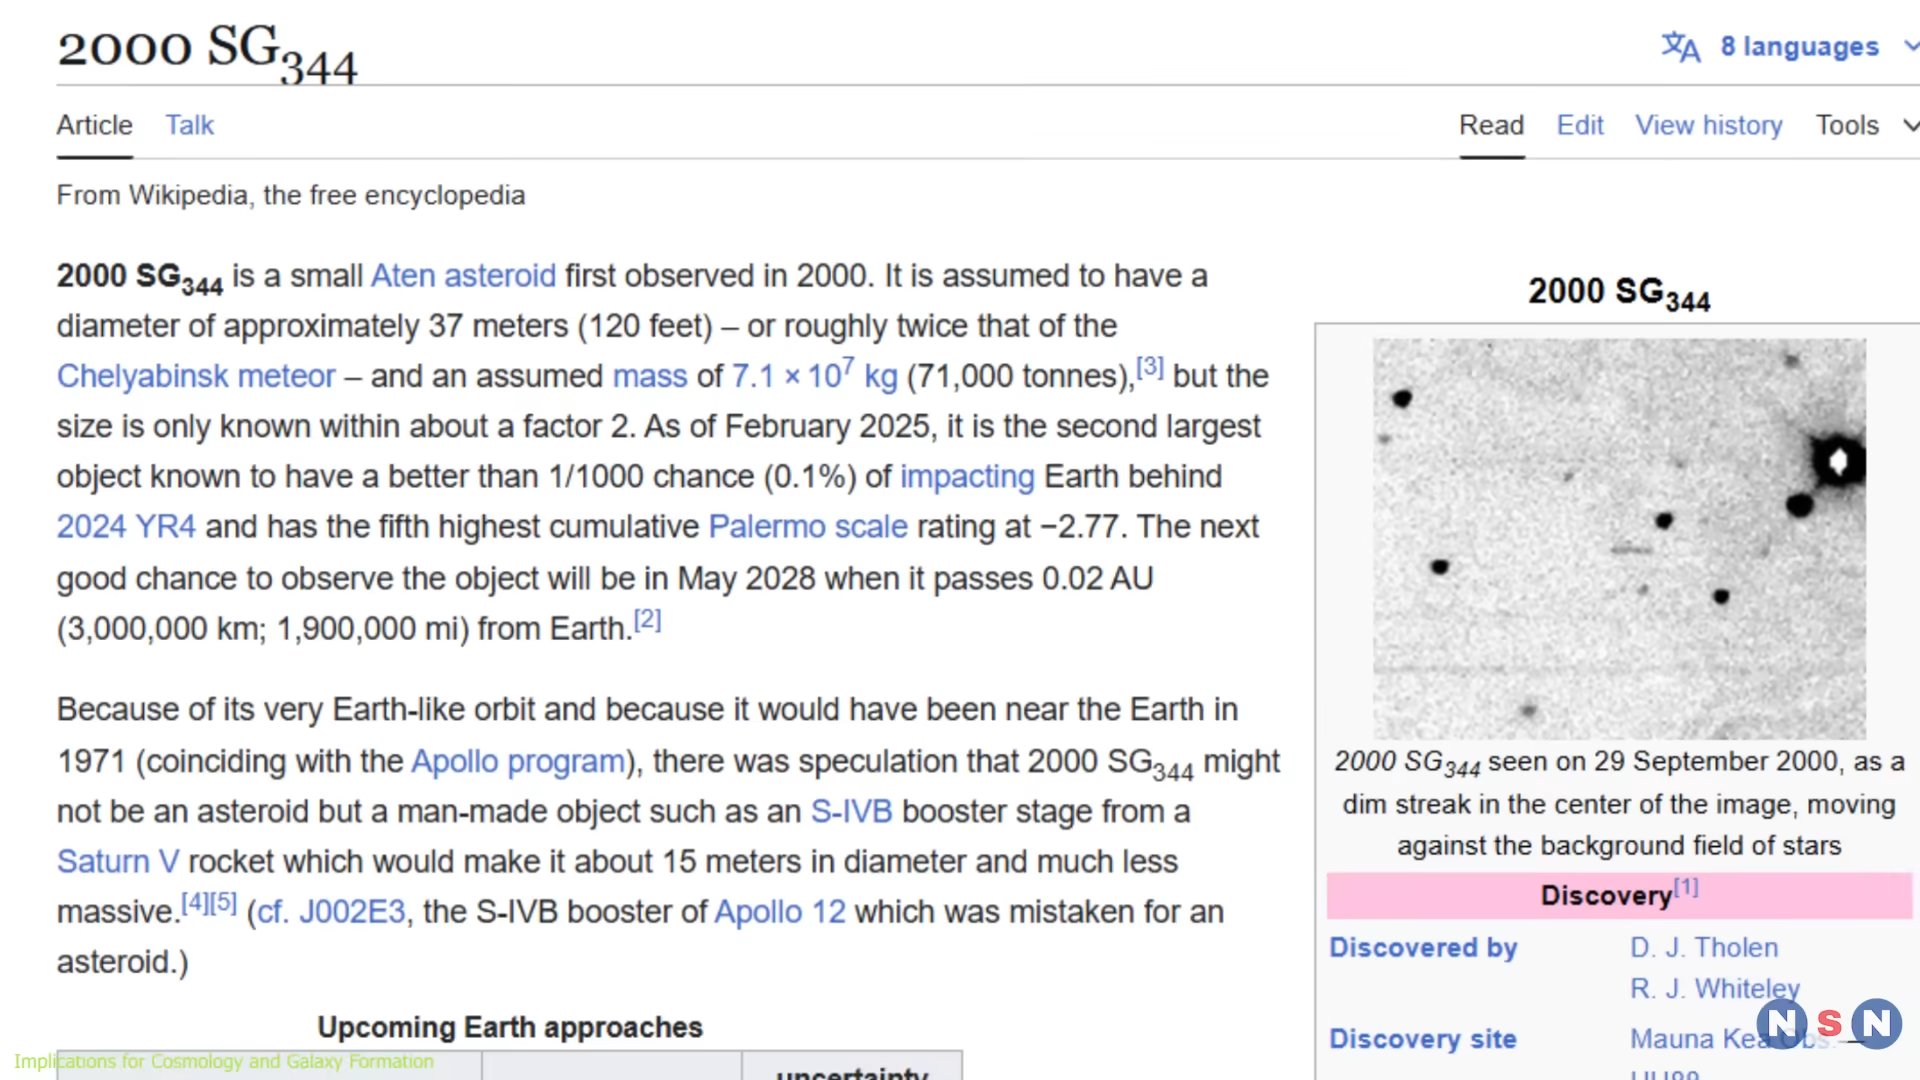 2000 SG344
8 languages
Article Talk
Read Edit View history Tools
From Wikipedia, the free encyclopedia
2000 SG344 is a small Aten asteroid first observed in 2000. It is assumed to have a
diameter of approximately 37 meters (120 feet) – or roughly twice that of the
Chelyabinsk meteor – and an assumed mass of 7.1 × 10⁷ kg (71,000 tonnes),[3] but the
size is only known within about a factor 2. As of February 2025, it is the second largest
object known to have a better than 1/1000 chance (0.1%) of impacting Earth behind
2024 YR4 and has the fifth highest cumulative Palermo scale rating at −2.77. The next
good chance to observe the object will be in May 2028 when it passes 0.02 AU
(3,000,000 km; 1,900,000 mi) from Earth.[2]
Because of its very Earth-like orbit and because it would have been near the Earth in
1971 (coinciding with the Apollo program), there was speculation that 2000 SG344 might
not be an asteroid but a man-made object such as an S-IVB booster stage from a
Saturn V rocket which would make it about 15 meters in diameter and much less
massive.[4][5] (cf. J002E3, the S-IVB booster of Apollo 12 which was mistaken for an
asteroid.)
Upcoming Earth approaches
uncertainty
Implications for Cosmology and Galaxy Formation
2000 SG344
2000 SG344 seen on 29 September 2000, as a
dim streak in the center of the image, moving
against the background field of stars
Discovery[1]
Discovered by D. J. Tholen
R. J. Whiteley
Discovery site Mauna Kea Obs.
NSN